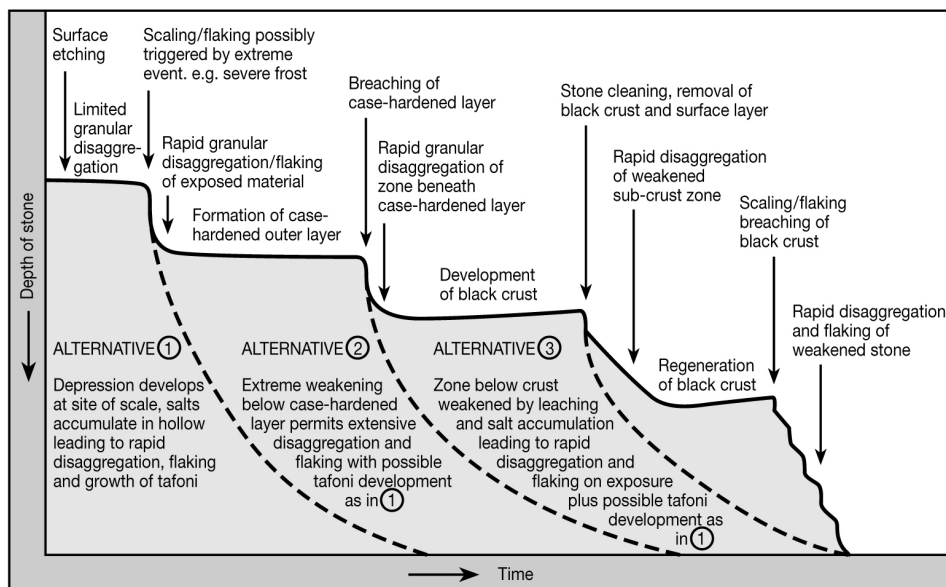 Surface
etching
Scaling/flaking possibly
triggered by extreme
event. e.g. severe frost
Limited
granular
disaggre-
gation
Rapid granular
disaggregation/flaking
of exposed material
Formation of case-
hardened outer layer
Breaching of
case-hardened layer
Rapid granular
disaggregation of
zone beneath
case-hardened layer
Development
of black crust
Stone cleaning, removal of
black crust and surface layer
Rapid disaggregation
of weakened
sub-crust zone
Scaling/flaking
breaching of
black crust
Regeneration
of black crust
Rapid disaggregation
and flaking of
weakened stone
ALTERNATIVE ①
Depression develops
at site of scale, salts
accumulate in hollow
leading to rapid
disaggregation, flaking
and growth of tafoni
ALTERNATIVE ②
Extreme weakening
below case-hardened
layer permits extensive
disaggregation and
flaking with possible
tafoni development
as in ①
ALTERNATIVE ③
Zone below crust
weakened by leaching
and salt accumulation
leading to rapid
disaggregation and
flaking on exposure
plus possible tafoni
development as
in ①
Depth of stone
Time